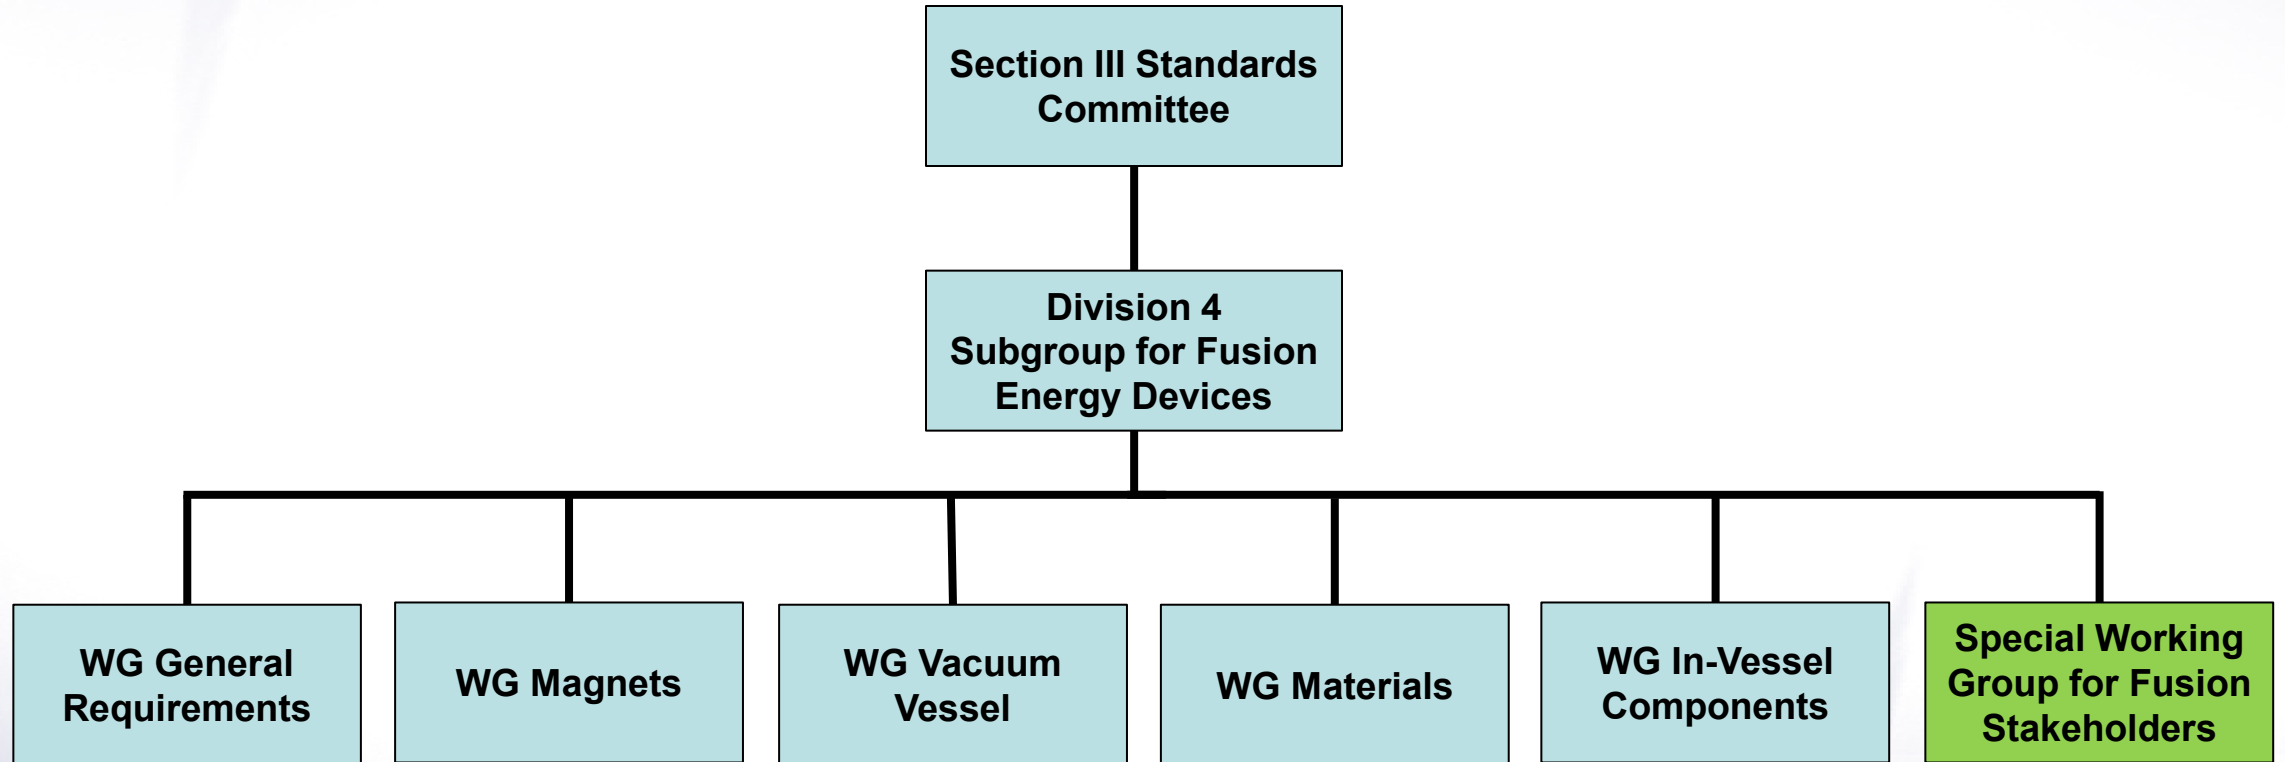 Section III Standards
Committee
Division 4
Subgroup for Fusion
Energy Devices
WG General
Requirements
WG Magnets
WG Vacuum
Vessel
WG Materials
WG In-Vessel
Components
Special Working
Group for Fusion
Stakeholders